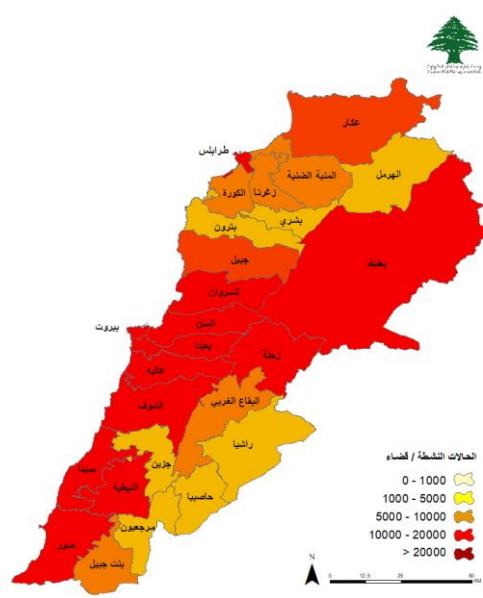 عكار
طرابلس
الهرمل
المنية الضنية
زغرتا
الكورة
بشري
بترون
بعلبك
جبيل
كسروان
المتن
بيروت
بعبدا
زحلة
عاليه
الشوف
البقاع الغربي
راشيا
جزين
صيدا
النبطية
حاصبيا
مرجعيون
صور
بنت جبيل
الحالات النشطة / قضاء
0 - 1000
1000 - 5000
5000 - 10000
10000 - 20000
> 20000
N
0 12.5 25 50
KM